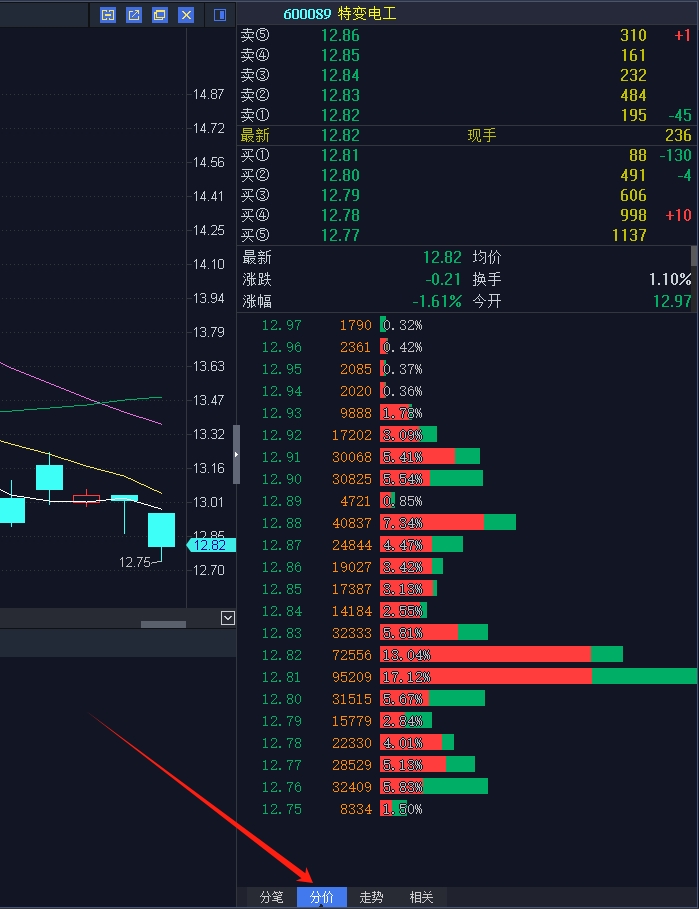 600089 特变电工
卖⑤ 12.86 310 +1
卖④ 12.85 161
卖③ 12.84 232
卖② 12.83 484
卖① 12.82 195 -45
最新 12.82 现手 236
买① 12.81 88 -130
买② 12.80 491 -4
买③ 12.79 606
买④ 12.78 998 +10
买⑤ 12.77 1137
最新 12.82 均价
涨跌 -0.21 换手 1.10%
涨幅 -1.61% 今开 12.97
12.97 1790 0.32%
12.96 2361 0.42%
12.95 2085 0.37%
12.94 2020 0.36%
12.93 9888 1.78%
12.92 17202 3.09%
12.91 30068 5.41%
12.90 30825 5.54%
12.89 4721 0.85%
12.88 40837 7.34%
12.87 24844 4.47%
12.86 19027 3.42%
12.85 17387 3.13%
12.84 14184 2.55%
12.83 32333 5.81%
12.82 72556 13.04%
12.81 95209 17.12%
12.80 31515 5.67%
12.79 15779 2.84%
12.78 22330 4.01%
12.77 28529 5.13%
12.76 32409 5.83%
12.75 8334 1.50%
分笔 分价 走势 相关
14.87
14.72
14.56
14.41
14.25
14.10
13.94
13.79
13.63
13.47
13.32
13.16
13.01
12.85
12.82
12.75
12.70